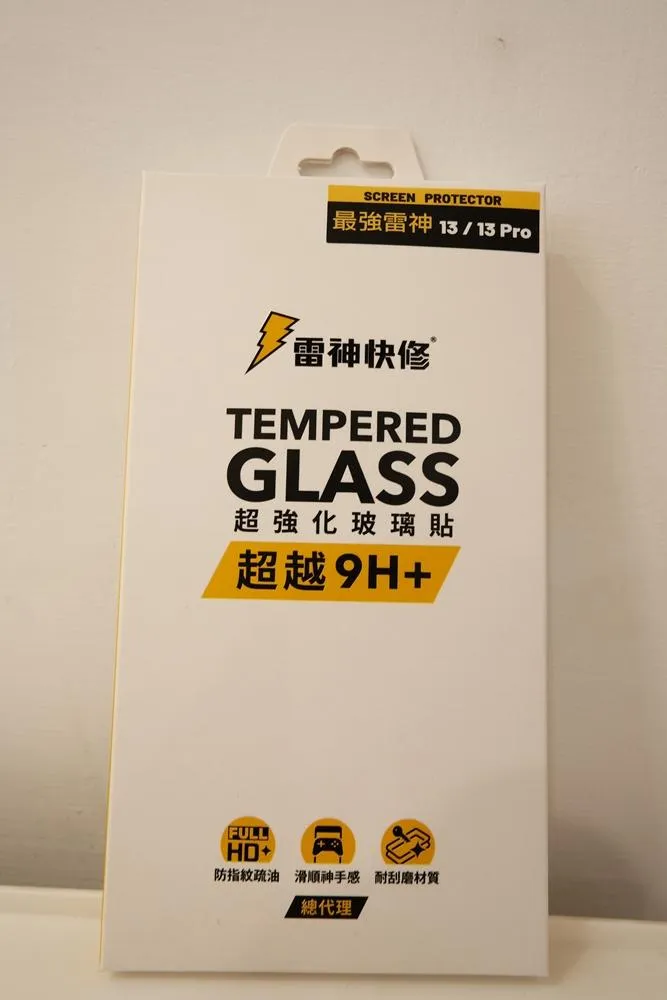 SCREEN PROTECTOR
最強雷神 13 / 13 Pro
雷神快修®
TEMPERED
GLASS
超強化玻璃貼
超越 9H+
FULL
HD+
防指紋疏油 滑順神手感 耐刮磨材質
總代理